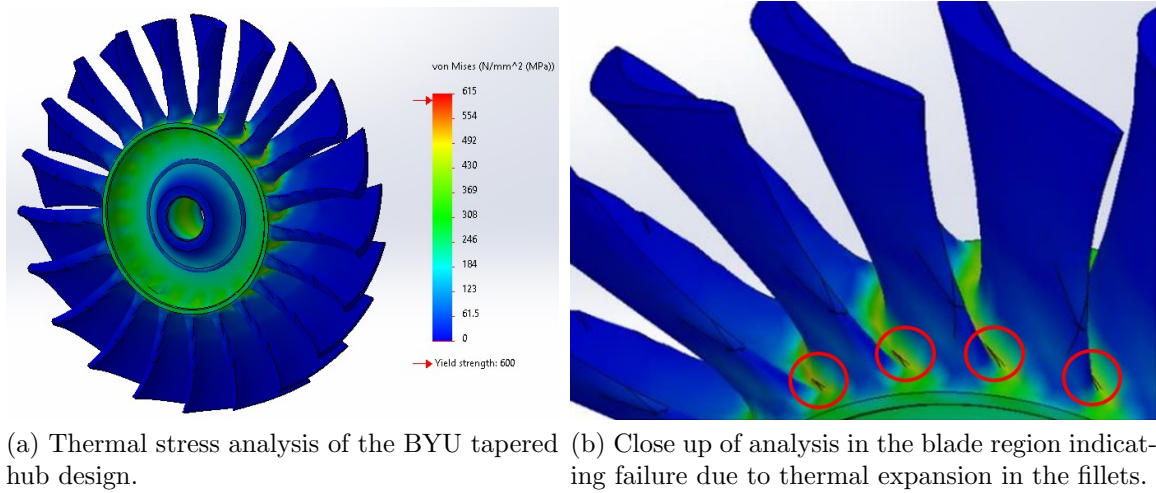 von Mises (N/mm^2 (MPa))
615
554
492
430
369
308
246
184
123
61.5
0
Yield strength: 600
(a) Thermal stress analysis of the BYU tapered
hub design.
(b) Close up of analysis in the blade region indicat-
ing failure due to thermal expansion in the fillets.